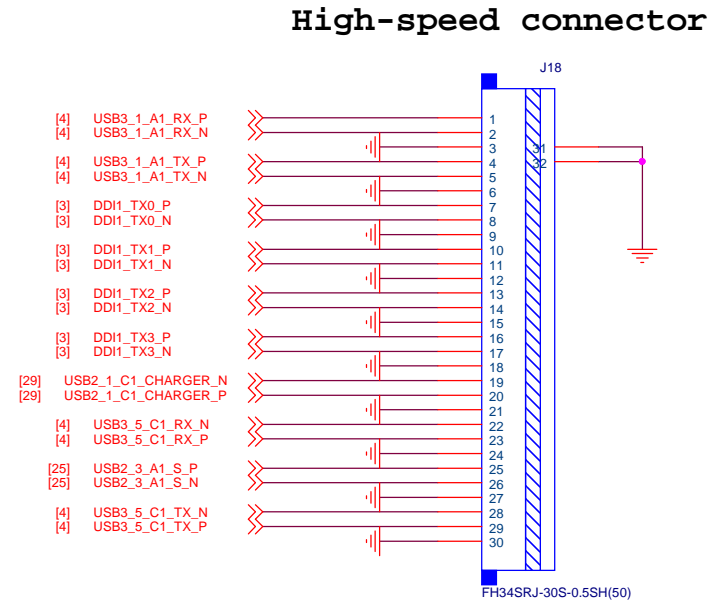 High-speed connector
J18
[4] USB3_1_A1_RX_P 1
[4] USB3_1_A1_RX_N 2
3 31
[4] USB3_1_A1_TX_P 4 32
[4] USB3_1_A1_TX_N 5
6
[3] DDI1_TX0_P 7
[3] DDI1_TX0_N 8
9
[3] DDI1_TX1_P 10
[3] DDI1_TX1_N 11
12
[3] DDI1_TX2_P 13
[3] DDI1_TX2_N 14
15
[3] DDI1_TX3_P 16
[3] DDI1_TX3_N 17
18
[29] USB2_1_C1_CHARGER_N 19
[29] USB2_1_C1_CHARGER_P 20
21
[4] USB3_5_C1_RX_N 22
[4] USB3_5_C1_RX_P 23
24
[25] USB2_3_A1_S_P 25
[25] USB2_3_A1_S_N 26
27
[4] USB3_5_C1_TX_N 28
[4] USB3_5_C1_TX_P 29
30
FH34SRJ-30S-0.5SH(50)